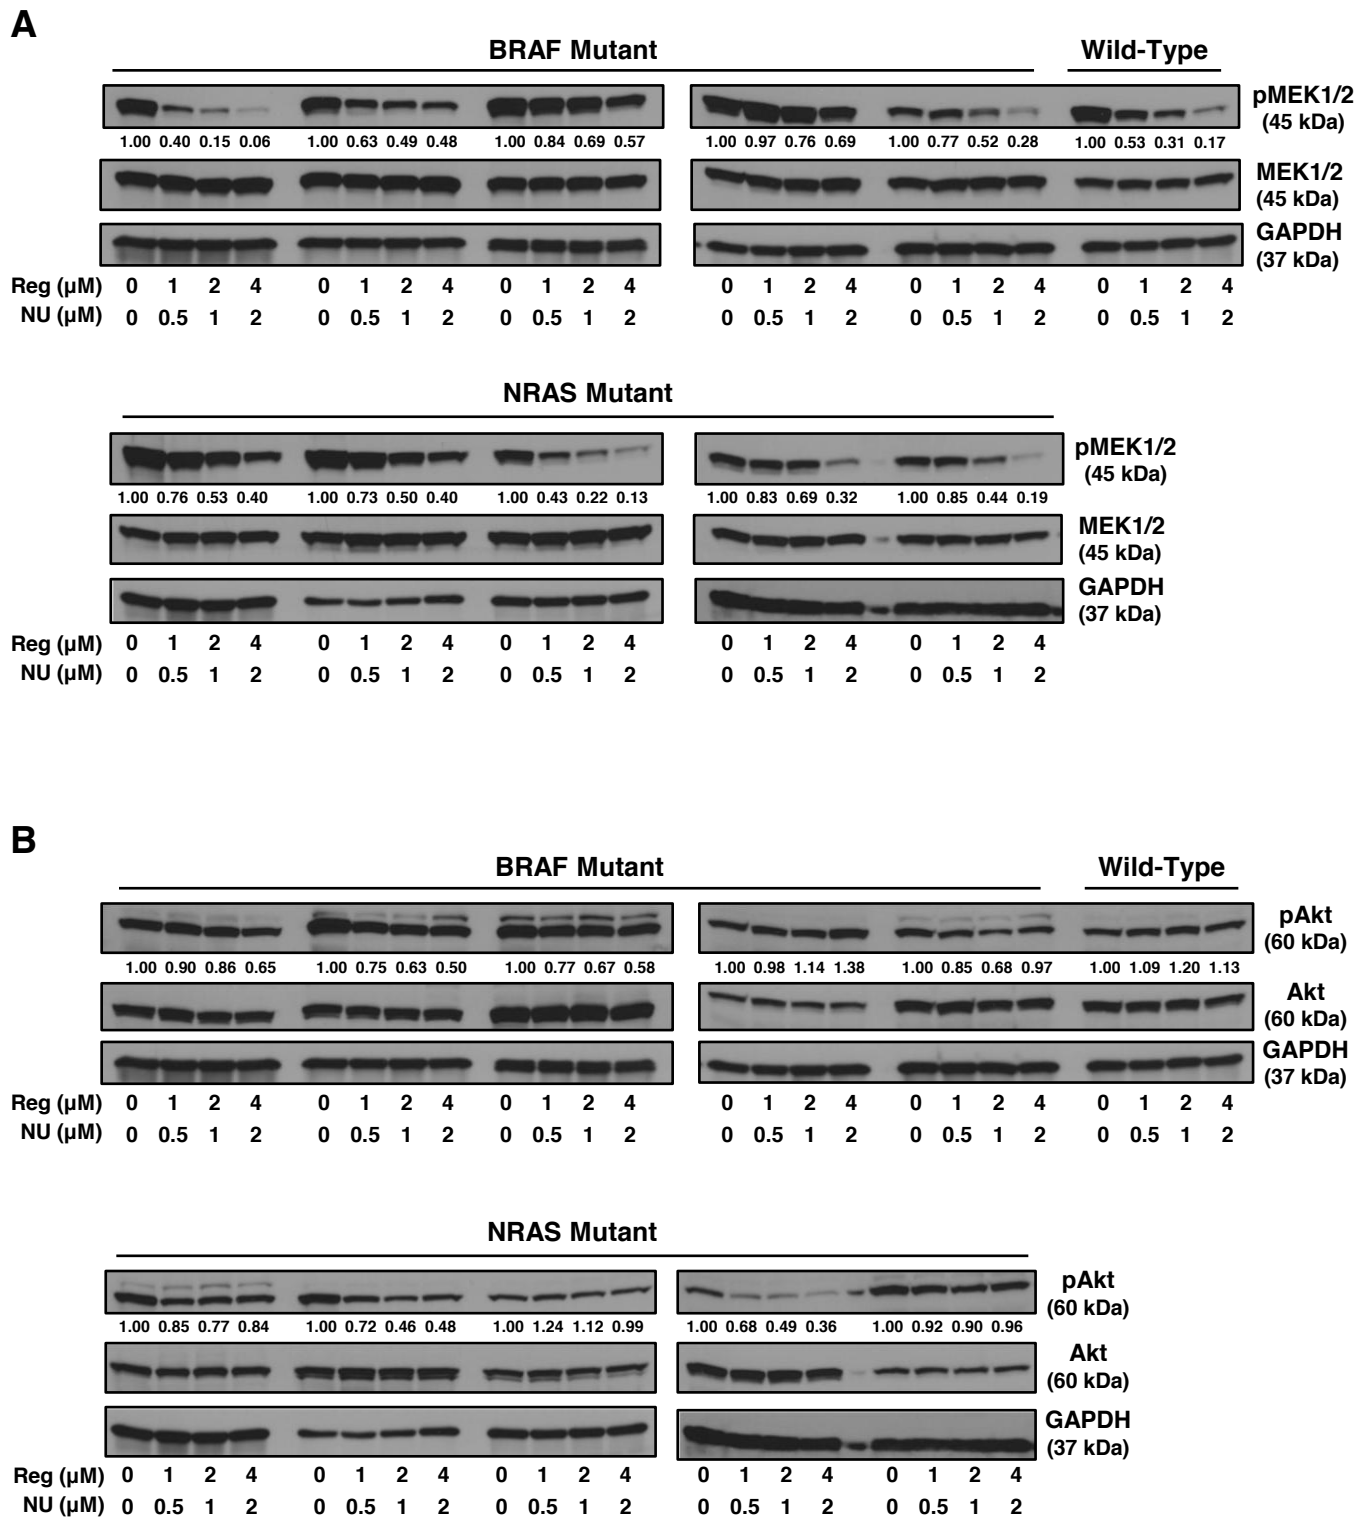 A
BRAF Mutant Wild-Type
pMEK1/2
(45 kDa)
1.00 0.40 0.15 0.06 1.00 0.63 0.49 0.48 1.00 0.84 0.69 0.57 1.00 0.97 0.76 0.69 1.00 0.77 0.52 0.28 1.00 0.53 0.31 0.17
MEK1/2
(45 kDa)
GAPDH
(37 kDa)
Reg (µM) 0 1 2 4 0 1 2 4 0 1 2 4 0 1 2 4 0 1 2 4 0 1 2 4
NU (µM) 0 0.5 1 2 0 0.5 1 2 0 0.5 1 2 0 0.5 1 2 0 0.5 1 2 0 0.5 1 2
NRAS Mutant
pMEK1/2
(45 kDa)
1.00 0.76 0.53 0.40 1.00 0.73 0.50 0.40 1.00 0.43 0.22 0.13 1.00 0.83 0.69 0.32 1.00 0.85 0.44 0.19
MEK1/2
(45 kDa)
GAPDH
(37 kDa)
Reg (µM) 0 1 2 4 0 1 2 4 0 1 2 4 0 1 2 4 0 1 2 4
NU (µM) 0 0.5 1 2 0 0.5 1 2 0 0.5 1 2 0 0.5 1 2 0 0.5 1 2
B
BRAF Mutant Wild-Type
pAkt
(60 kDa)
1.00 0.90 0.86 0.65 1.00 0.75 0.63 0.50 1.00 0.77 0.67 0.58 1.00 0.98 1.14 1.38 1.00 0.85 0.68 0.97 1.00 1.09 1.20 1.13
Akt
(60 kDa)
GAPDH
(37 kDa)
Reg (µM) 0 1 2 4 0 1 2 4 0 1 2 4 0 1 2 4 0 1 2 4 0 1 2 4
NU (µM) 0 0.5 1 2 0 0.5 1 2 0 0.5 1 2 0 0.5 1 2 0 0.5 1 2 0 0.5 1 2
NRAS Mutant
pAkt
(60 kDa)
1.00 0.85 0.77 0.84 1.00 0.72 0.46 0.48 1.00 1.24 1.12 0.99 1.00 0.68 0.49 0.36 1.00 0.92 0.90 0.96
Akt
(60 kDa)
GAPDH
(37 kDa)
Reg (µM) 0 1 2 4 0 1 2 4 0 1 2 4 0 1 2 4 0 1 2 4
NU (µM) 0 0.5 1 2 0 0.5 1 2 0 0.5 1 2 0 0.5 1 2 0 0.5 1 2